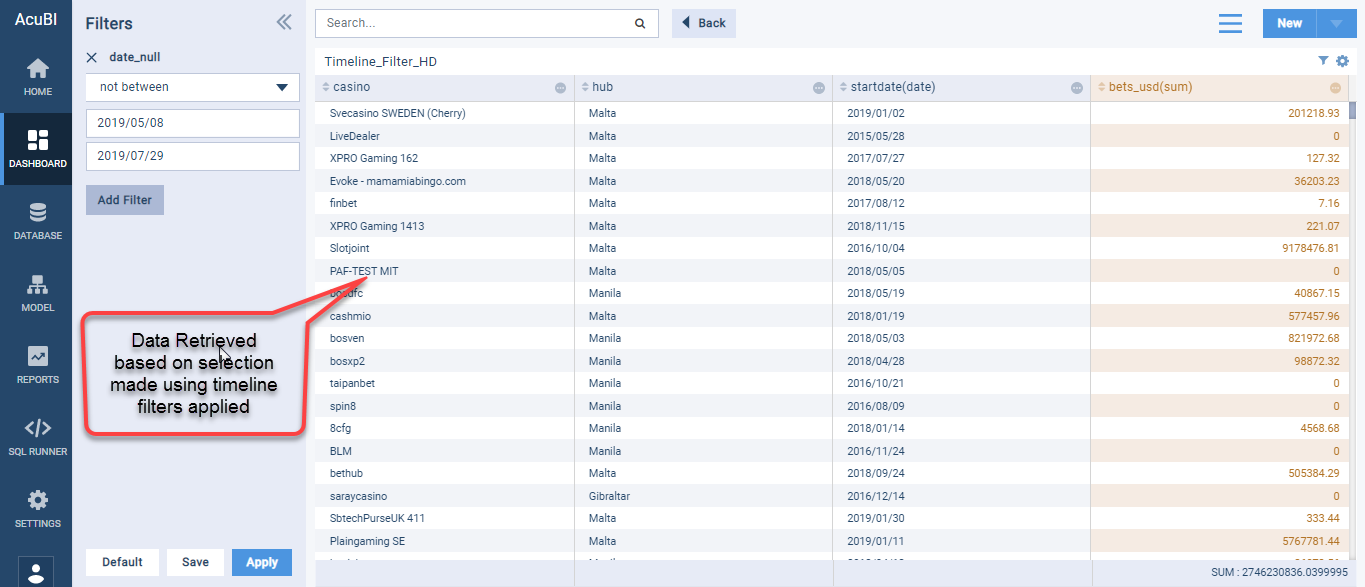 AcuBI
HOME
DASHBOARD
DATABASE
MODEL
REPORTS
SQL RUNNER
SETTINGS
Filters
date_null
not between
2019/05/08
2019/07/29
Add Filter
Data Retrieved
based on selection
made using timeline
filters applied
Default Save Apply
Search... Back New
Timeline_Filter_HD
casino hub startdate(date) bets_usd(sum)
Svecasino SWEDEN (Cherry) Malta 2019/01/02 201218.93
LiveDealer Malta 2015/05/28 0
XPRO Gaming 162 Malta 2017/07/27 127.32
Evoke - mamamiabingo.com Malta 2018/05/20 36203.23
finbet Malta 2017/08/12 7.16
XPRO Gaming 1413 Malta 2018/11/15 221.07
Slotjoint Malta 2016/10/04 9178476.81
PAF-TEST MIT Malta 2018/05/05 0
Manila 2018/05/19 40867.15
cashmio Manila 2018/01/19 577457.96
bosven Manila 2018/05/03 821972.68
bosxp2 Manila 2018/04/28 98872.32
taipanbet Manila 2016/10/21 0
spin8 Manila 2016/08/09 0
8cfg Manila 2018/01/14 4568.68
BLM Manila 2016/11/24 0
bethub Malta 2018/09/24 505384.29
saraycasino Gibraltar 2016/12/14 0
SbtechPurseUK 411 Malta 2019/01/30 333.44
Plaingaming SE Malta 2019/01/11 5767781.44
SUM : 2746230836.0399995